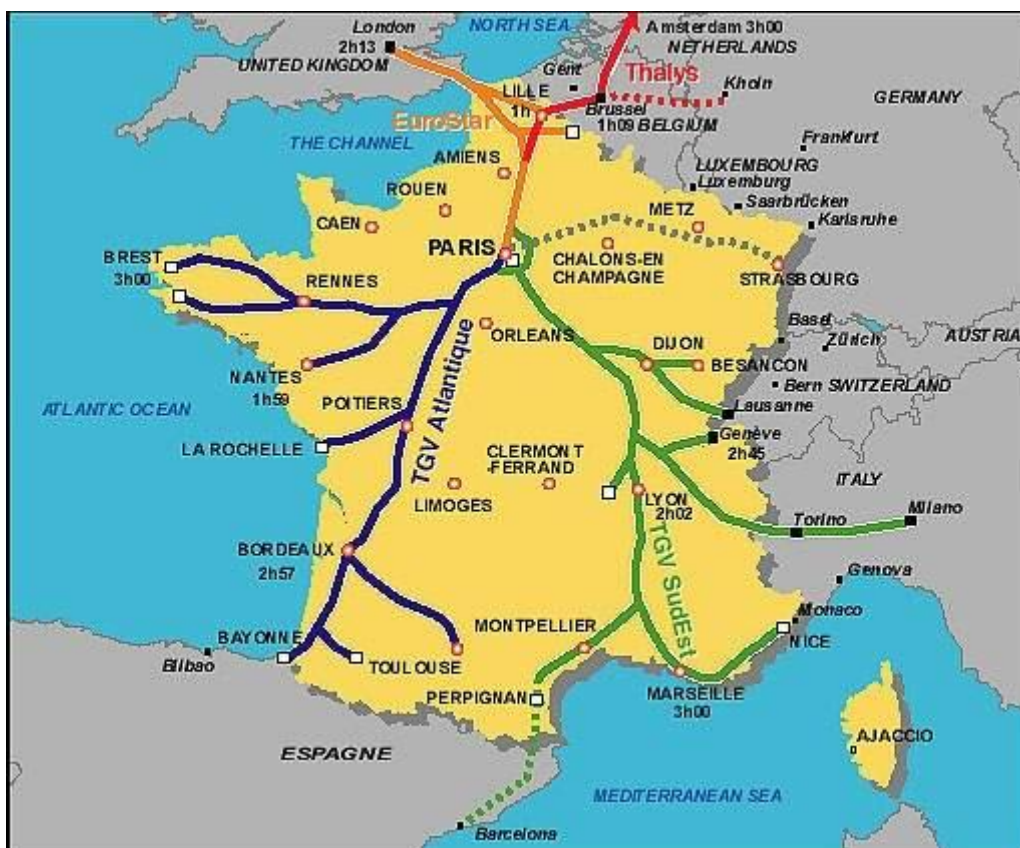 London
2h13
NORTH SEA
Amsterdam 3h00
NETHERLANDS
UNITED KINGDOM
Gent
Thalys
Kholn
LILLE
1h
Brussel
1h09
BELGIUM
GERMANY
EuroStar
THE CHANNEL
Frankfurt
AMIENS
LUXEMBOURG
Luxemburg
ROUEN
Saarbrücken
CAEN
METZ
Karlsruhe
PARIS
BREST
3h00
CHALONS-EN
CHAMPAGNE
STRASBOURG
RENNES
ORLEANS
Basel
Zürich
AUSTRIA
DIJON
BESANCON
NANTES
1h59
Bern
SWITZERLAND
ATLANTIC OCEAN
POITIERS
TGV Atlantique
Lausanne
Genève
2h45
LA ROCHELLE
CLERMONT
-FERRAND
ITALY
LIMOGES
LYON
2h02
Torino
Milano
BORDEAUX
2h57
TGV SudEst
Genova
Monaco
NICE
BAYONNE
Bilbao
TOULOUSE
MONTPELLIER
PERPIGNAN
MARSEILLE
3h00
ESPAGNE
AJACCIO
MEDITERRANEAN SEA
Barcelona